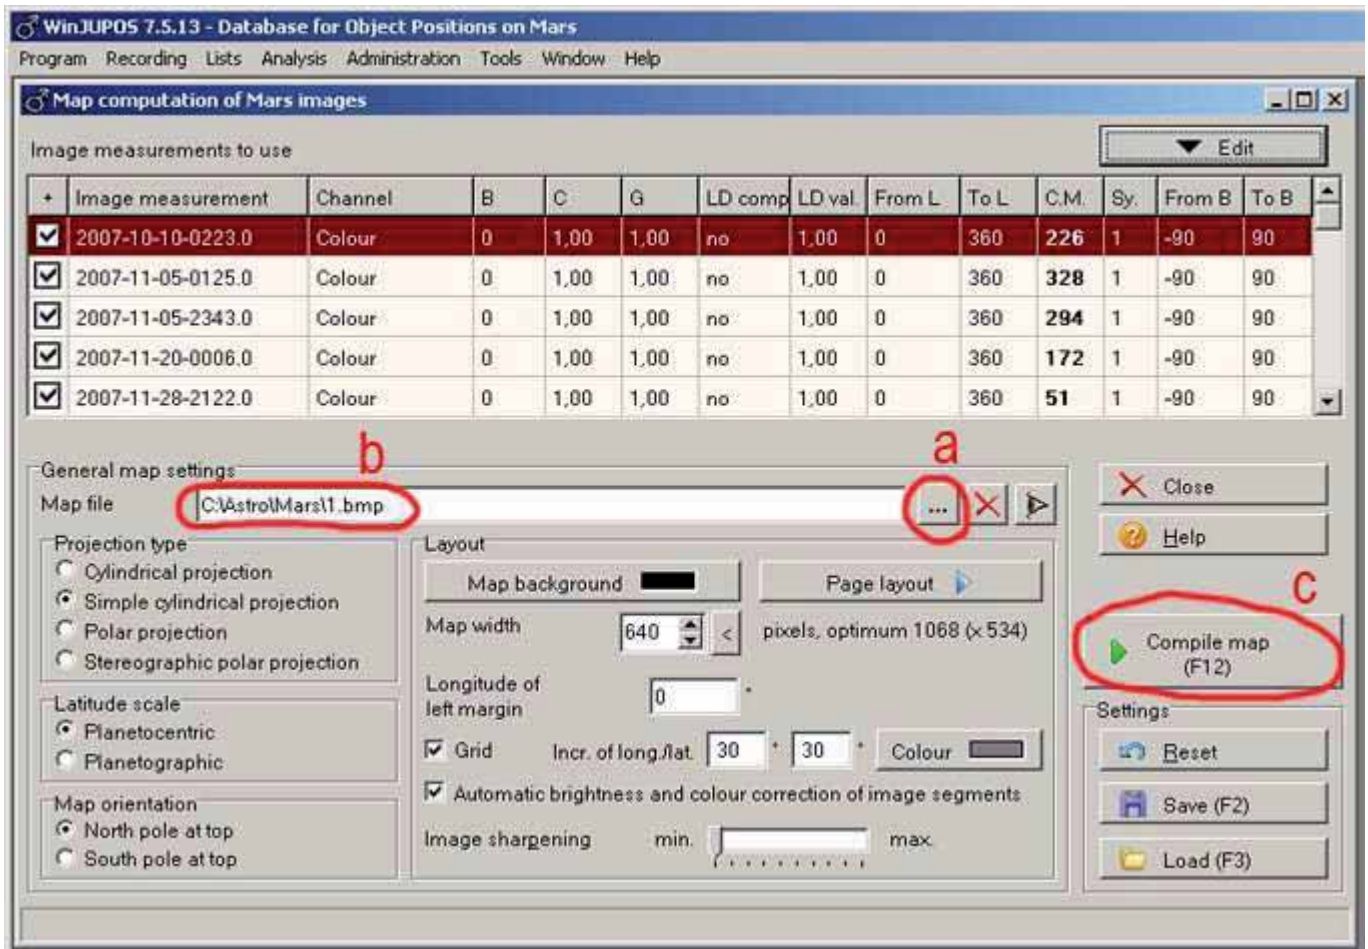 WinJUPOS 7.5.13 - Database for Object Positions on Mars
Program Recording Lists Analysis Administration Tools Window Help
Map computation of Mars images
Image measurements to use
Edit
+ Image measurement Channel B C G LD comp LD val. From L To L C.M. Sy. From B To B
2007-10-10-0223.0 Colour 0 1,00 1,00 no 1,00 0 360 226 1 -90 90
2007-11-05-0125.0 Colour 0 1,00 1,00 no 1,00 0 360 328 1 -90 90
2007-11-05-2343.0 Colour 0 1,00 1,00 no 1,00 0 360 294 1 -90 90
2007-11-20-0006.0 Colour 0 1,00 1,00 no 1,00 0 360 172 1 -90 90
2007-11-28-2122.0 Colour 0 1,00 1,00 no 1,00 0 360 51 1 -90 90
b
a
General map settings
Map file C:\Astro\Mars\1.bmp ...
Close
Help
Projection type
Cylindrical projection
Simple cylindrical projection
Polar projection
Stereographic polar projection
Latitude scale
Planetocentric
Planetographic
Map orientation
North pole at top
South pole at top
Layout
Map background
Page layout
Map width 640 < pixels, optimum 1068 (x 534)
Longitude of
left margin 0 °
Grid Incr. of long./lat. 30 ° 30 ° Colour
Automatic brightness and colour correction of image segments
Image sharpening min. max.
c
Compile map
(F12)
Settings
Reset
Save (F2)
Load (F3)